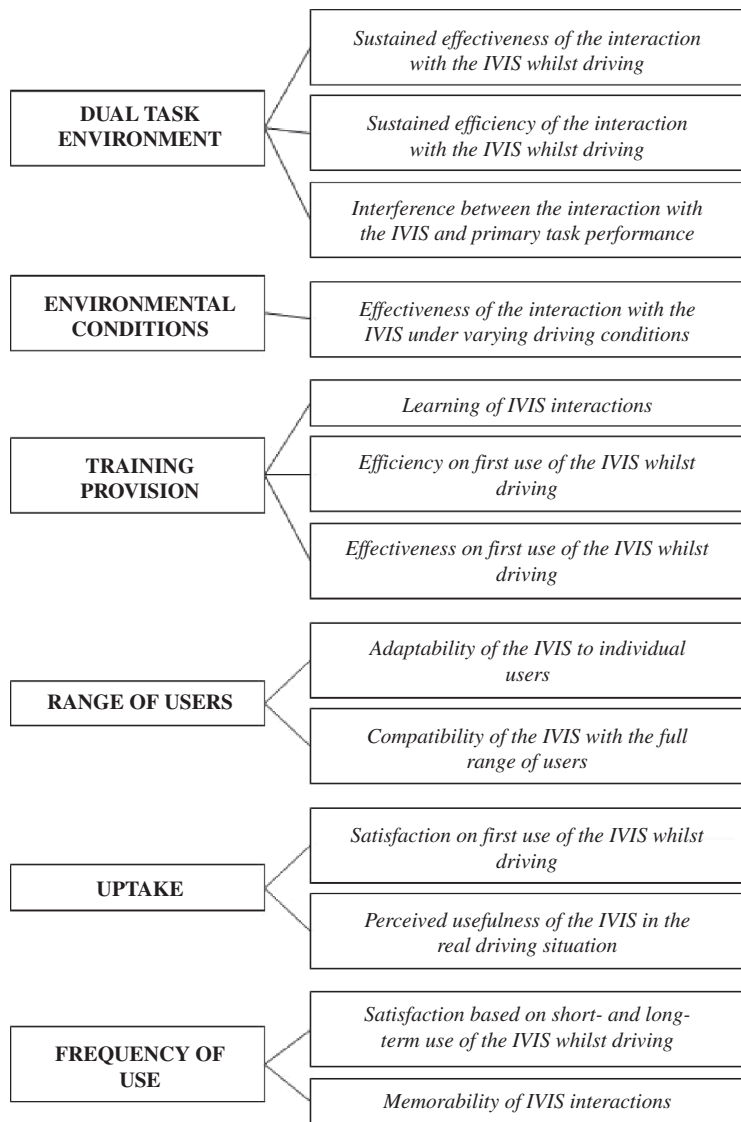 DUAL TASK
ENVIRONMENT
Sustained effectiveness of the interaction
with the IVIS whilst driving
Sustained efficiency of the interaction
with the IVIS whilst driving
Interference between the interaction with
the IVIS and primary task performance
ENVIRONMENTAL
CONDITIONS
Effectiveness of the interaction with the
IVIS under varying driving conditions
TRAINING
PROVISION
Learning of IVIS interactions
Efficiency on first use of the IVIS whilst
driving
Effectiveness on first use of the IVIS whilst
driving
RANGE OF USERS
Adaptability of the IVIS to individual
users
Compatibility of the IVIS with the full
range of users
UPTAKE
Satisfaction on first use of the IVIS whilst
driving
Perceived usefulness of the IVIS in the
real driving situation
FREQUENCY OF
USE
Satisfaction based on short- and long-
term use of the IVIS whilst driving
Memorability of IVIS interactions